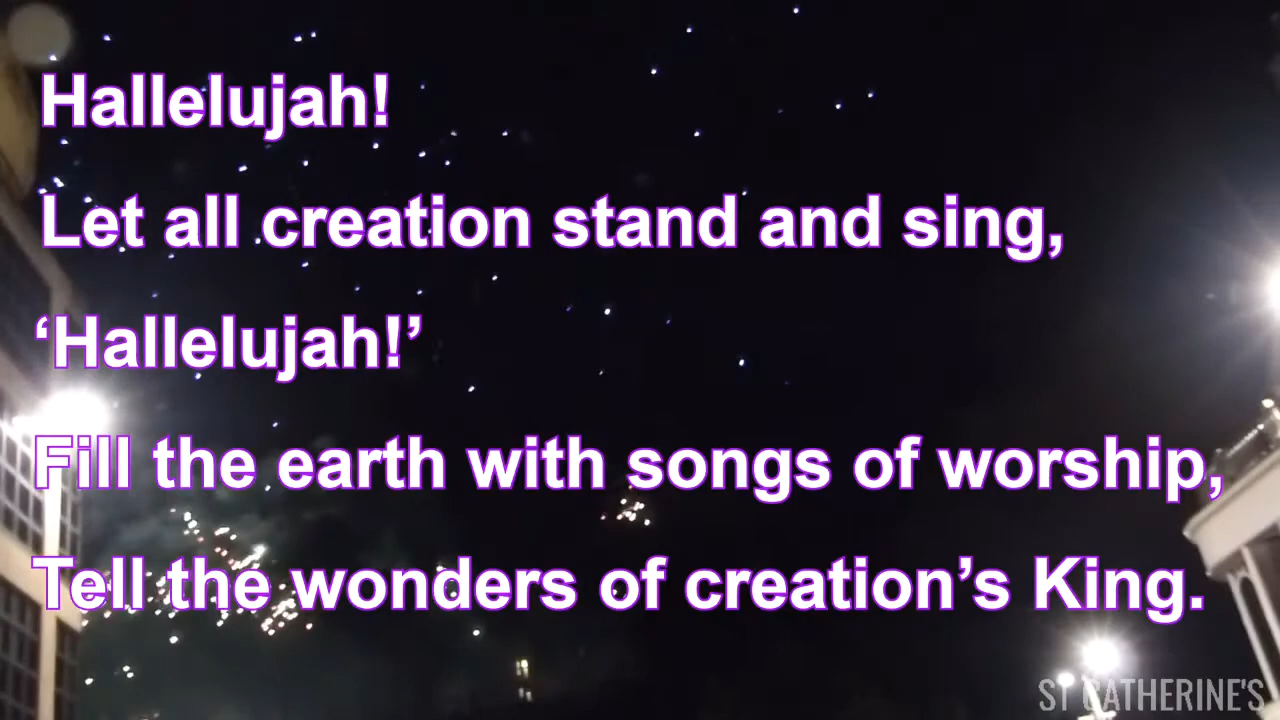 Hallelujah!
Let all creation stand and sing,
‘Hallelujah!’
Fill the earth with songs of worship,
Tell the wonders of creation’s King.
ST CATHERINE'S